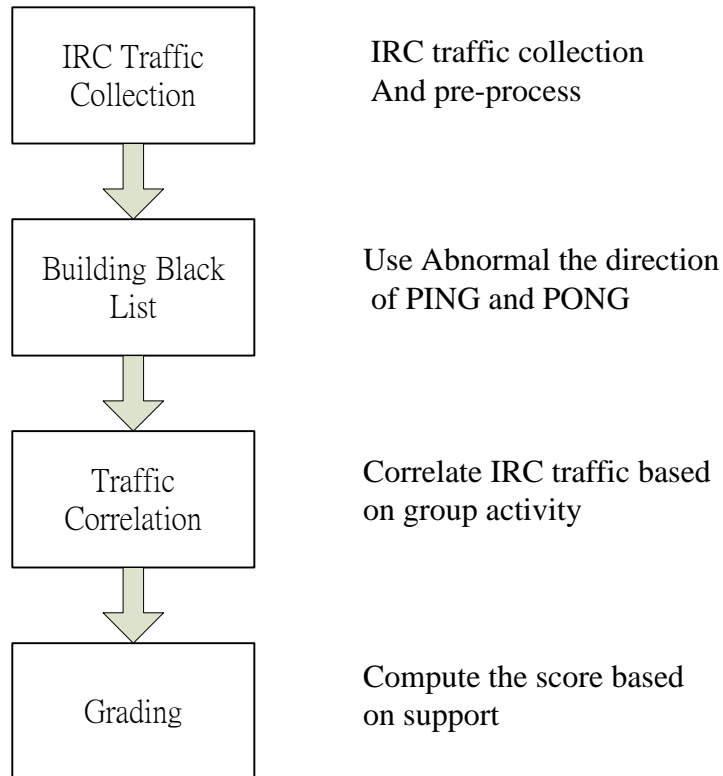 IRC Traffic
Collection
IRC traffic collection
And pre-process
Building Black
List
Use Abnormal the direction
of PING and PONG
Traffic
Correlation
Correlate IRC traffic based
on group activity
Grading
Compute the score based
on support